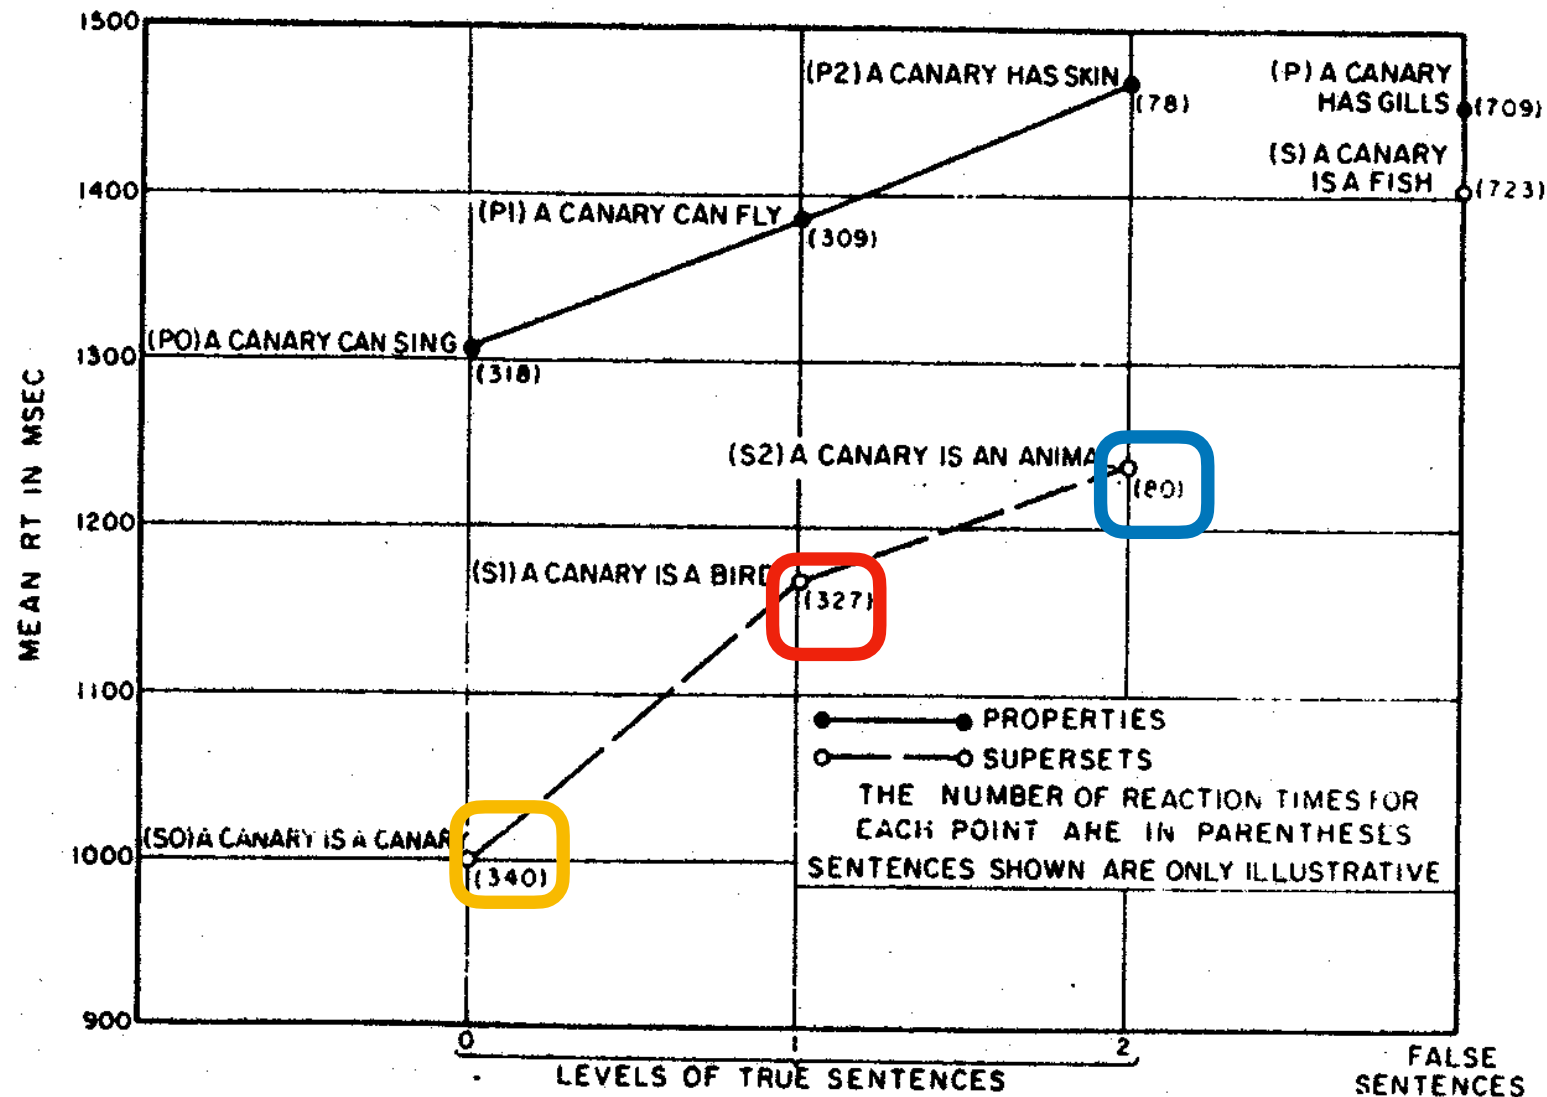 1500
(P2) A CANARY HAS SKIN
(78)
(P) A CANARY
HAS GILLS
(709)
(S) A CANARY
IS A FISH
(723)
1400
(P1) A CANARY CAN FLY
(309)
(P0) A CANARY CAN SING
1300
(318)
(S2) A CANARY IS AN ANIMA
(80)
1200
(S1) A CANARY IS A BIRD
(327)
1100
PROPERTIES
SUPERSETS
THE NUMBER OF REACTION TIMES FOR
EACH POINT ARE IN PARENTHESES
SENTENCES SHOWN ARE ONLY ILLUSTRATIVE
(S0) A CANARY IS A CANAR
1000
(340)
900
0
1
2
LEVELS OF TRUE SENTENCES
FALSE
SENTENCES
MEAN RT IN MSEC